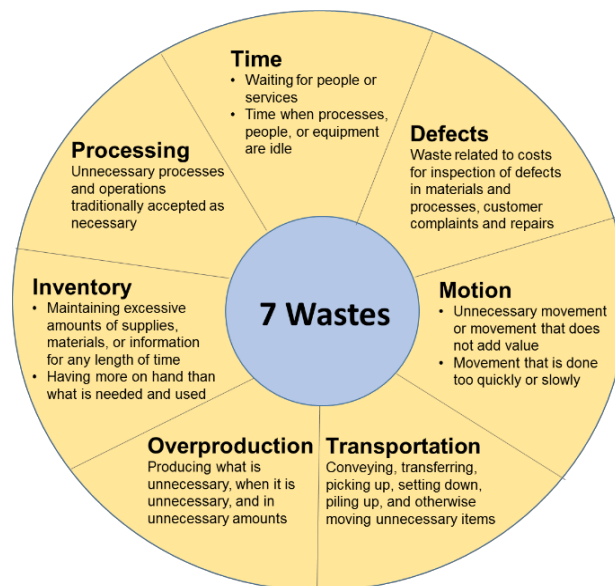 Time
• Waiting for people or
services
• Time when processes,
people, or equipment
are idle
Defects
Waste related to costs
for inspection of defects
in materials and
processes, customer
complaints and repairs
Motion
• Unnecessary movement
or movement that does
not add value
• Movement that is done
too quickly or slowly
Transportation
Conveying, transferring,
picking up, setting down,
piling up, and otherwise
moving unnecessary items
Overproduction
Producing what is
unnecessary, when it is
unnecessary, and in
unnecessary amounts
Inventory
• Maintaining excessive
amounts of supplies,
materials, or information
for any length of time
• Having more on hand than
what is needed and used
Processing
Unnecessary processes
and operations
traditionally accepted as
necessary
7 Wastes